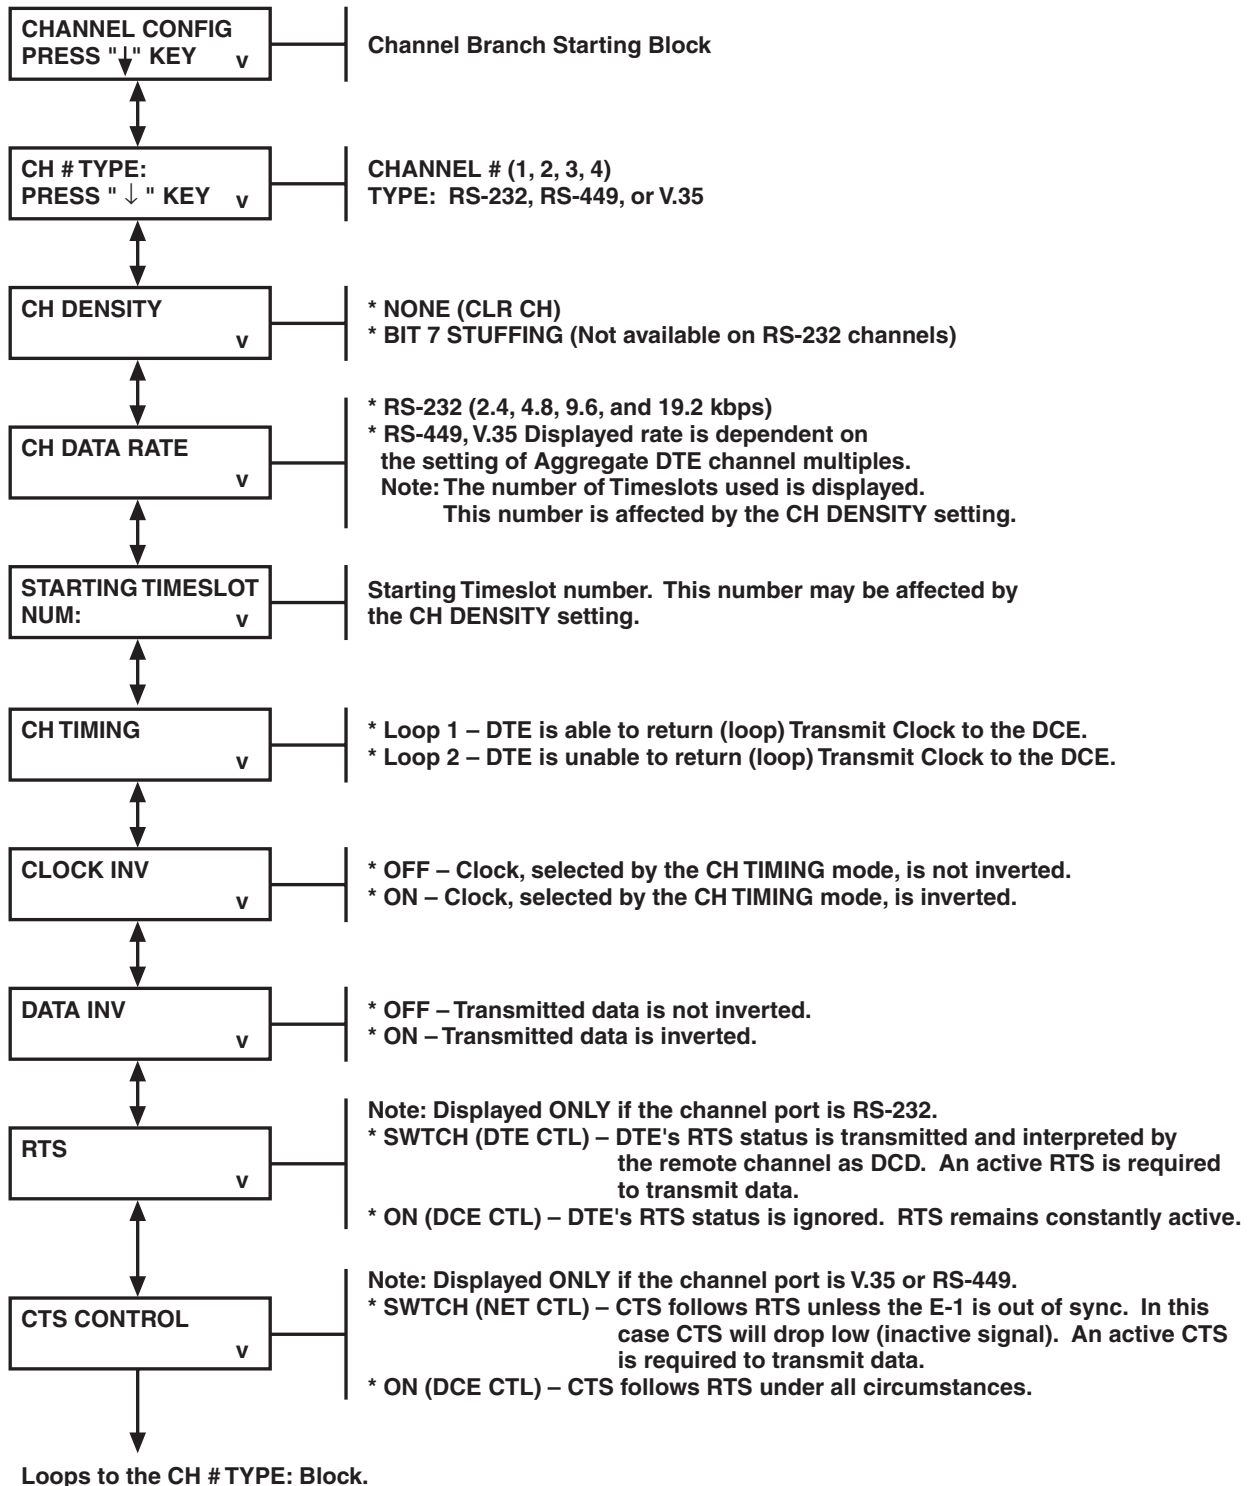 CHANNEL CONFIG
PRESS "↓" KEY v
Channel Branch Starting Block
CH # TYPE:
PRESS " ↓ " KEY v
CHANNEL # (1, 2, 3, 4)
TYPE: RS-232, RS-449, or V.35
CH DENSITY
v
* NONE (CLR CH)
* BIT 7 STUFFING (Not available on RS-232 channels)
CH DATA RATE
v
* RS-232 (2.4, 4.8, 9.6, and 19.2 kbps)
* RS-449, V.35 Displayed rate is dependent on
the setting of Aggregate DTE channel multiples.
Note: The number of Timeslots used is displayed.
This number is affected by the CH DENSITY setting.
STARTING TIMESLOT
NUM: v
Starting Timeslot number. This number may be affected by
the CH DENSITY setting.
CH TIMING
v
* Loop 1 – DTE is able to return (loop) Transmit Clock to the DCE.
* Loop 2 – DTE is unable to return (loop) Transmit Clock to the DCE.
CLOCK INV
v
* OFF – Clock, selected by the CH TIMING mode, is not inverted.
* ON – Clock, selected by the CH TIMING mode, is inverted.
DATA INV
v
* OFF – Transmitted data is not inverted.
* ON – Transmitted data is inverted.
RTS
v
Note: Displayed ONLY if the channel port is RS-232.
* SWTCH (DTE CTL) – DTE's RTS status is transmitted and interpreted by
the remote channel as DCD. An active RTS is required
to transmit data.
* ON (DCE CTL) – DTE's RTS status is ignored. RTS remains constantly active.
CTS CONTROL
v
Note: Displayed ONLY if the channel port is V.35 or RS-449.
* SWTCH (NET CTL) – CTS follows RTS unless the E-1 is out of sync. In this
case CTS will drop low (inactive signal). An active CTS
is required to transmit data.
* ON (DCE CTL) – CTS follows RTS under all circumstances.
Loops to the CH # TYPE: Block.